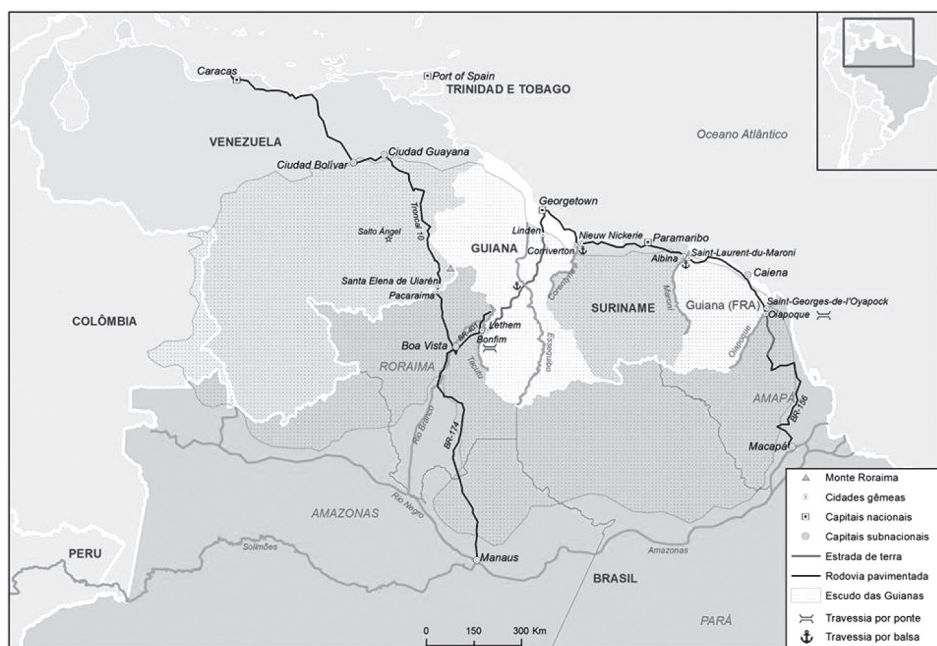 Caracas
Port of Spain
TRINIDAD E TOBAGO
Oceano Atlântico
VENEZUELA
Ciudad Bolívar
Ciudad Guayana
Troncal 10
Salto Ángel
Georgetown
Linden
GUIANA
Corriverton
Nieuw Nickerie
Paramaribo
Saint-Laurent-du-Maroni
Albina
Caiena
Santa Elena de Uiarén
Pacaraima
Corentyne
SURINAME
Maroni
Guiana (FRA)
Saint-Georges-de-l'Oyapock
Oiapoque
Oiapoque
COLÔMBIA
BR-401
Lethem
Boa Vista
Bonfim
Tacutu
Essequibo
RORAIMA
Rio Branco
BR-174
AMAPÁ
BR-156
Macapá
AMAZONAS
Rio Negro
PERU
Solimões
Manaus
Amazonas
BRASIL
PARÁ
0 150 300 Km
Monte Roraima
Cidades gêmeas
Capitais nacionais
Capitais subnacionais
Estrada de terra
Rodovia pavimentada
Escudo das Guianas
Travessia por ponte
Travessia por balsa